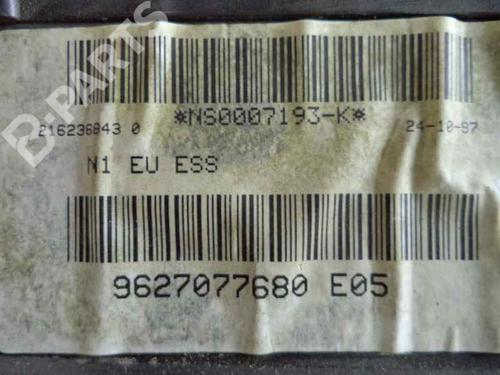 B-PARTS
*NS0007193-K*
216236843 0
24-10-97
N1 EU ESS
9627077680 E05